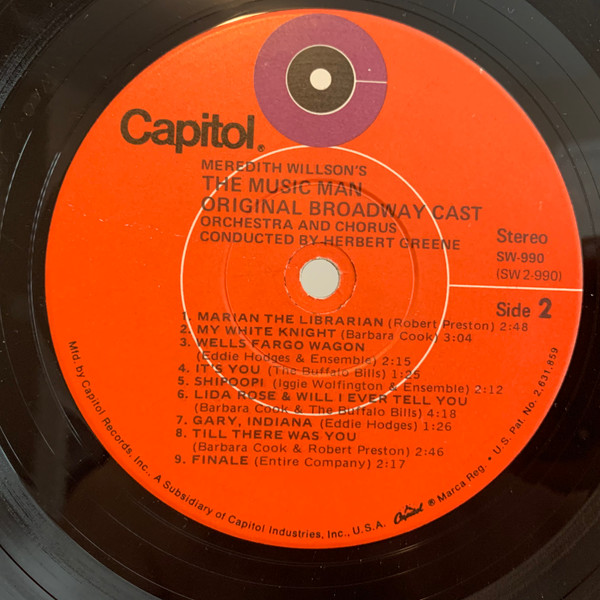 Capitol®
MEREDITH WILLSON'S
THE MUSIC MAN
ORIGINAL BROADWAY CAST
ORCHESTRA AND CHORUS
CONDUCTED BY HERBERT GREENE
Stereo
SW-990
(SW2-990)
Side 2
1. MARIAN THE LIBRARIAN (Robert Preston) 2:48
2. MY WHITE KNIGHT (Barbara Cook) 3:04
3. WELLS FARGO WAGON
(Eddie Hodges & Ensemble) 2:15
4. IT'S YOU (The Buffalo Bills) 1:25
5. SHIPOOPI (Iggie Wolfington & Ensemble) 2:12
6. LIDA ROSE & WILL I EVER TELL YOU
(Barbara Cook & The Buffalo Bills) 4:18
7. GARY, INDIANA (Eddie Hodges) 1:26
8. TILL THERE WAS YOU
(Barbara Cook & Robert Preston) 2:46
9. FINALE (Entire Company) 2:17
Mfd. by Capitol Records, Inc., A Subsidiary of Capitol Industries, Inc., U.S.A. Capitol ® Marca Reg. • U.S. Pat. No. 2,631,859